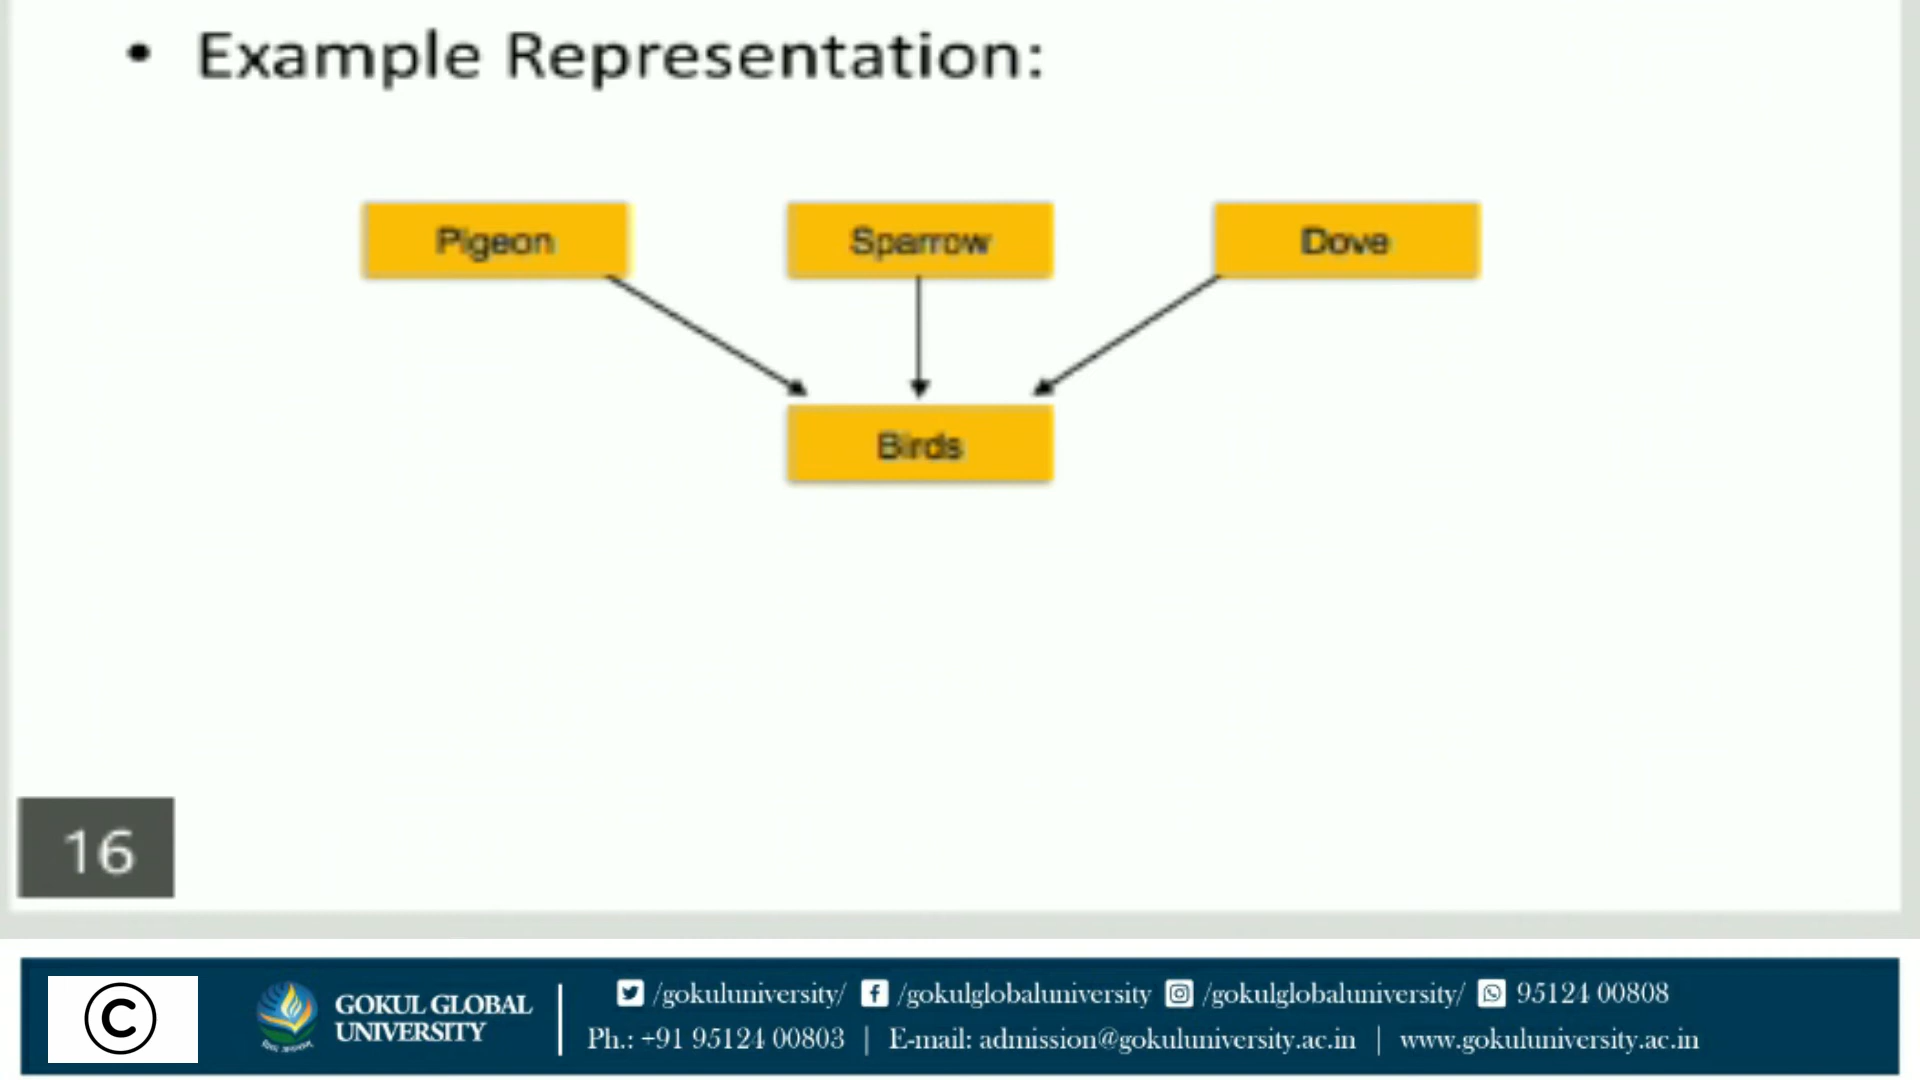 • Example Representation:
Pigeon Sparrow Dove
Birds
16
©
GOKUL GLOBAL
UNIVERSITY
/gokuluniversity/ /gokulglobaluniversity /gokulglobaluniversity/ 95124 00808
Ph.: +91 95124 00803 | E-mail: admission@gokuluniversity.ac.in | www.gokuluniversity.ac.in